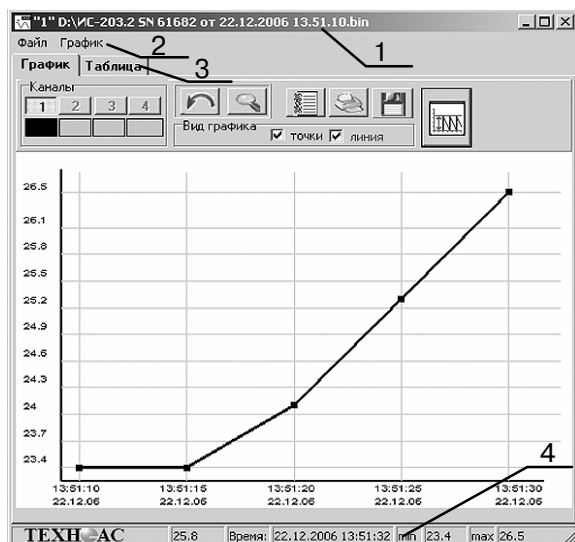 "1" D:\ИС-203.2 SN 61682 от 22.12.2006 13.51.10.bin
1
Файл График
2
График Таблица
3
Каналы
1 2 3 4
Вид графика
точки линия
26.5
26.1
25.8
25.5
25.2
24.9
24.6
24.3
24
23.7
23.4
13:51:10 13:51:15 13:51:20 13:51:25 13:51:30
22.12.06 22.12.06 22.12.06 22.12.06 22.12.06
4
ТЕХНОАС 25.8 Время: 22.12.2006 13:51:32 min 23.4 max 26.5